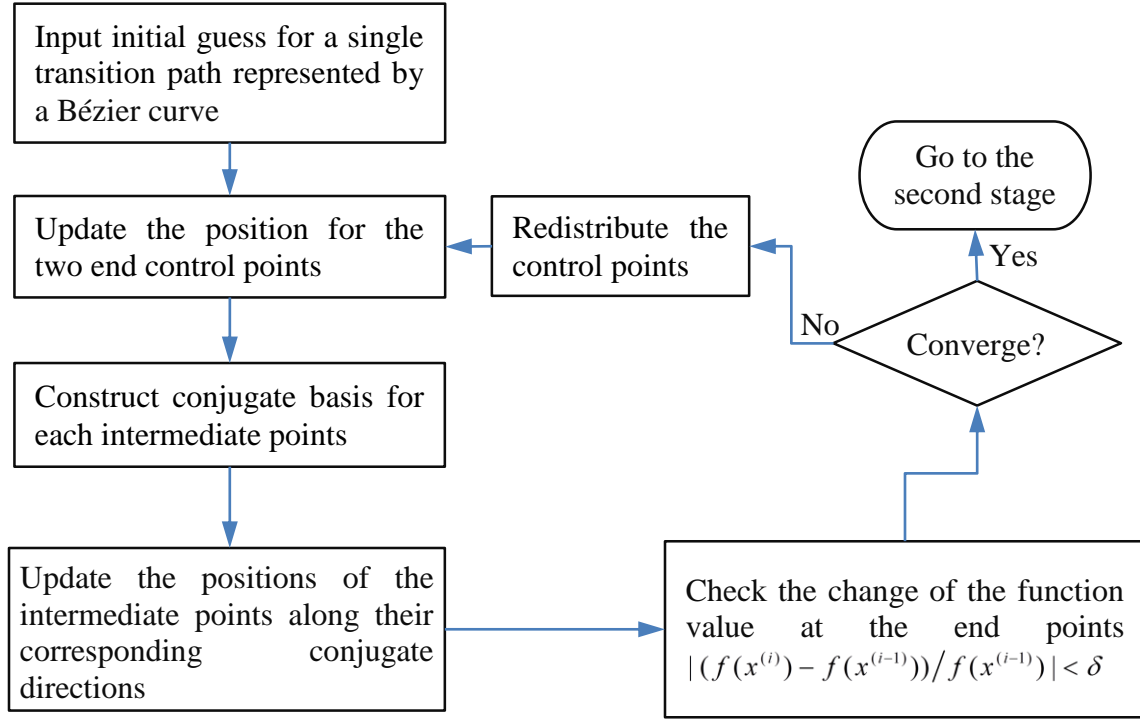 Input initial guess for a single
transition path represented by
a Bézier curve
Update the position for the
two end control points
Construct conjugate basis for
each intermediate points
Update the positions of the
intermediate points along their
corresponding conjugate
directions
Check the change of the function
value at the end points
|(f(x^{(i)}) − f(x^{(i−1)}))/f(x^{(i−1)})| < δ
Converge?
No
Redistribute the
control points
Yes
Go to the
second stage